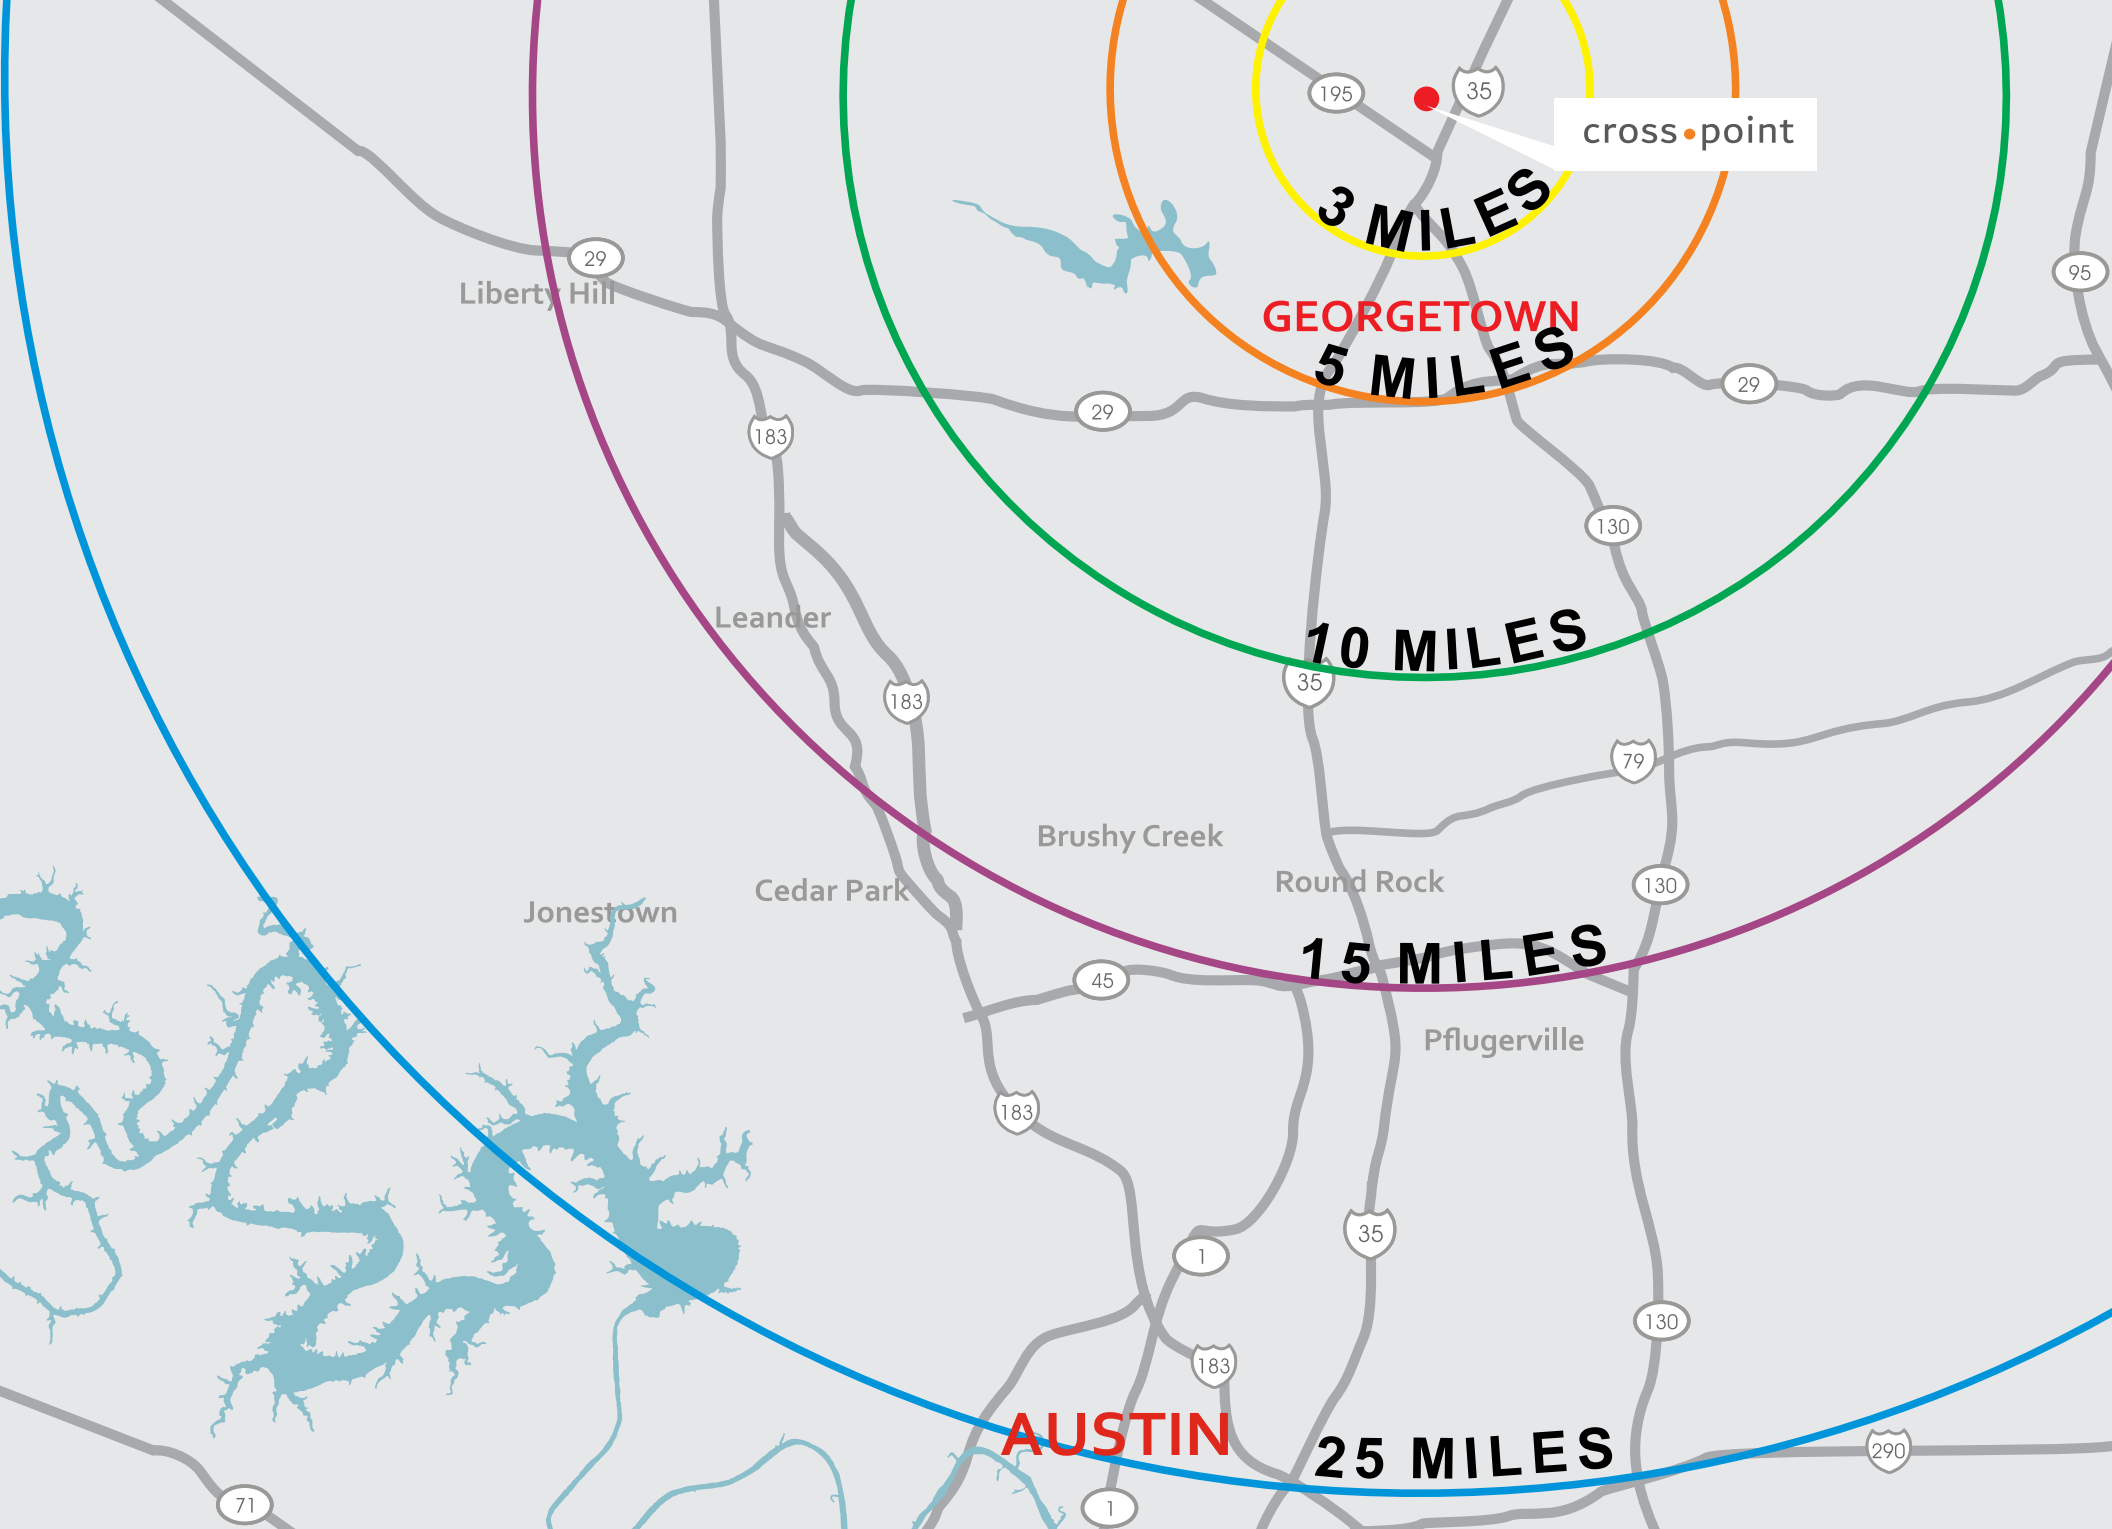 195
35
cross•point
3 MILES
29
95
Liberty Hill
GEORGETOWN
5 MILES
29
29
183
130
Leander
10 MILES
35
183
79
Brushy Creek
Round Rock
130
Cedar Park
Jonestown
15 MILES
45
Pflugerville
183
35
1
130
183
AUSTIN
25 MILES
290
71
1